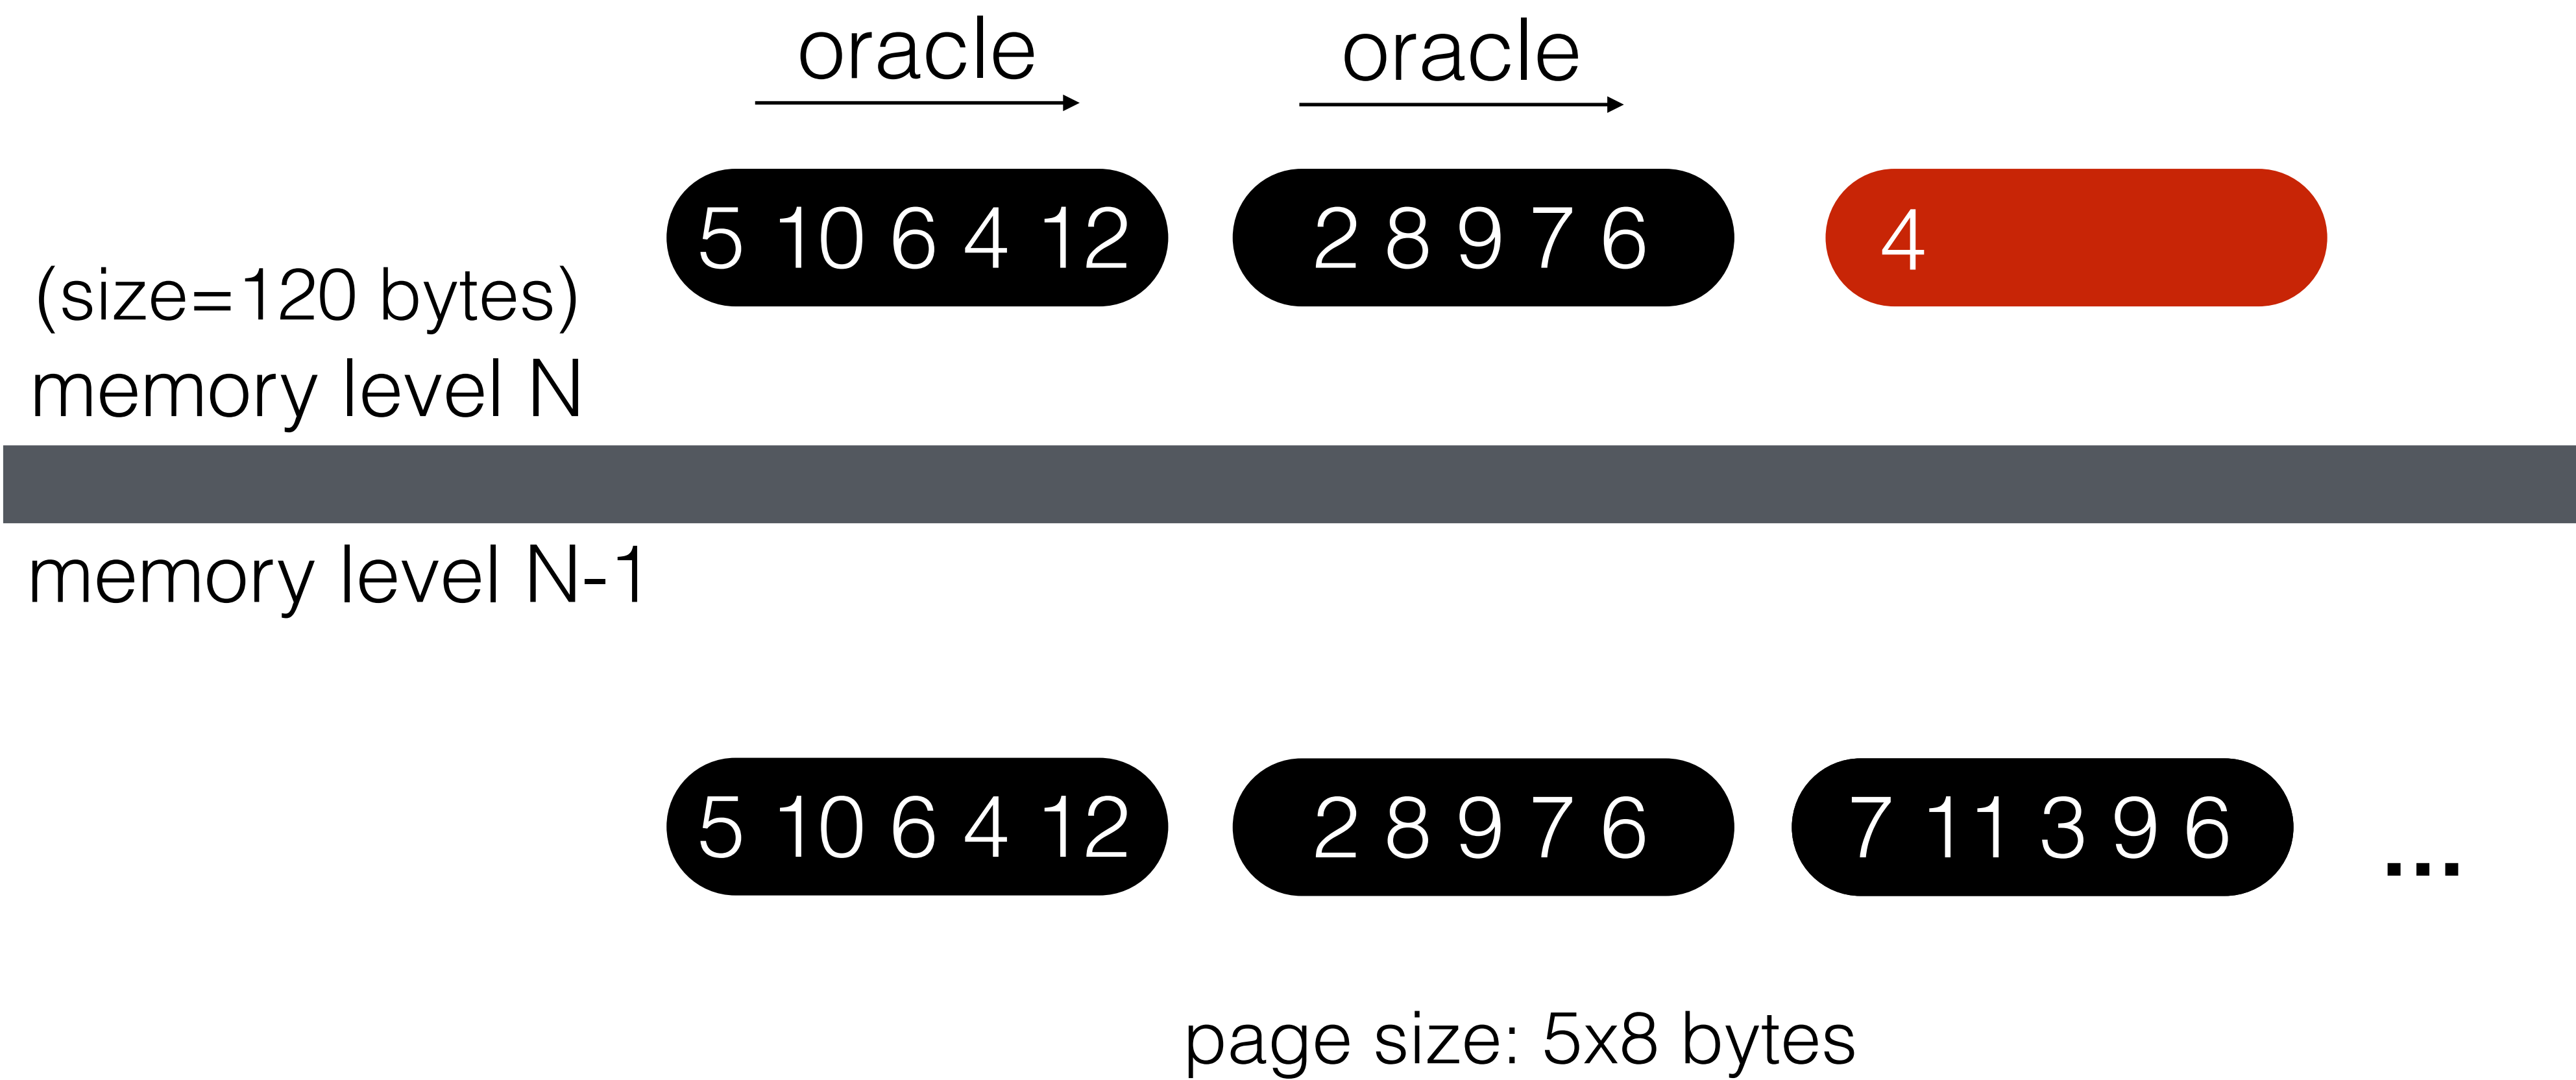 oracle oracle
5 10 6 4 12 2 8 9 7 6 4
(size=120 bytes)
memory level N
memory level N-1
5 10 6 4 12 2 8 9 7 6 7 11 3 9 6 ...
page size: 5x8 bytes